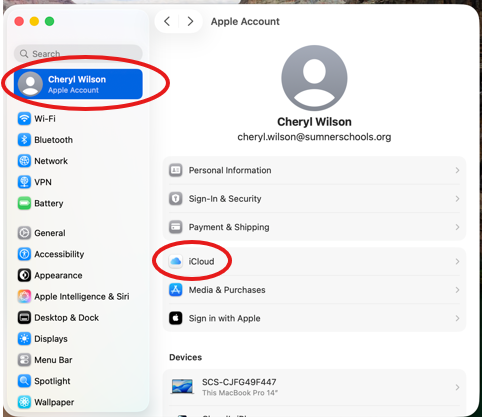 Apple Account
Search
Cheryl Wilson
Apple Account
Wi-Fi
Bluetooth
Network
VPN
Battery
General
Accessibility
Appearance
Apple Intelligence & Siri
Desktop & Dock
Displays
Menu Bar
Spotlight
Wallpaper
Cheryl Wilson
cheryl.wilson@sumnerschools.org
Personal Information
Sign-In & Security
Payment & Shipping
iCloud
Media & Purchases
Sign in with Apple
Devices
SCS-CJFG49F447
This MacBook Pro 14"